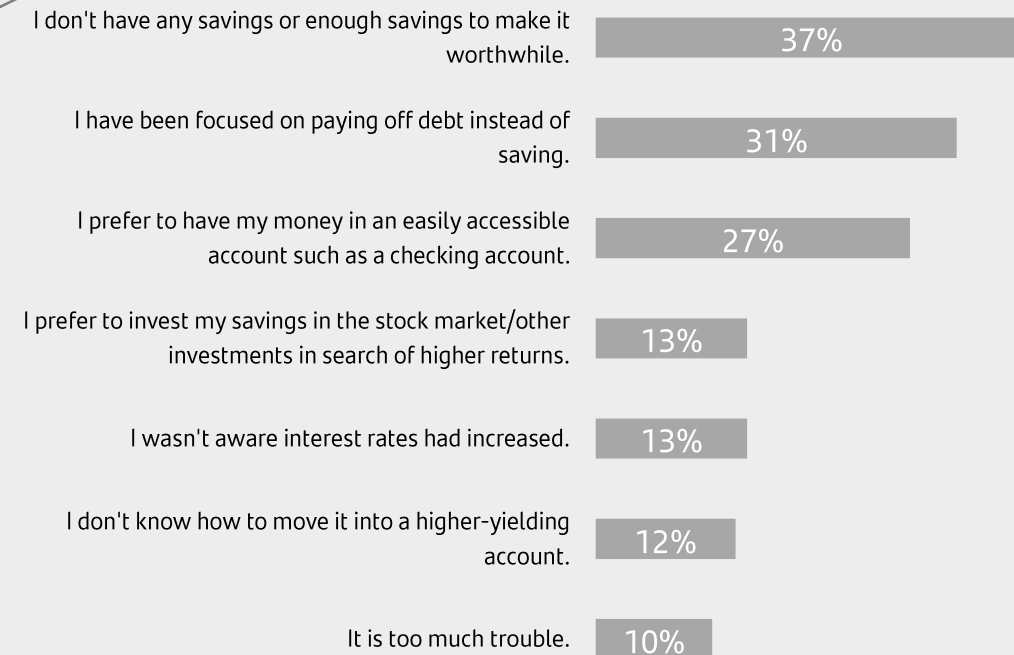 I don't have any savings or enough savings to make it
worthwhile.
37%
I have been focused on paying off debt instead of
saving.
31%
I prefer to have my money in an easily accessible
account such as a checking account.
27%
I prefer to invest my savings in the stock market/other
investments in search of higher returns.
13%
I wasn't aware interest rates had increased.
13%
I don't know how to move it into a higher-yielding
account.
12%
It is too much trouble.
10%